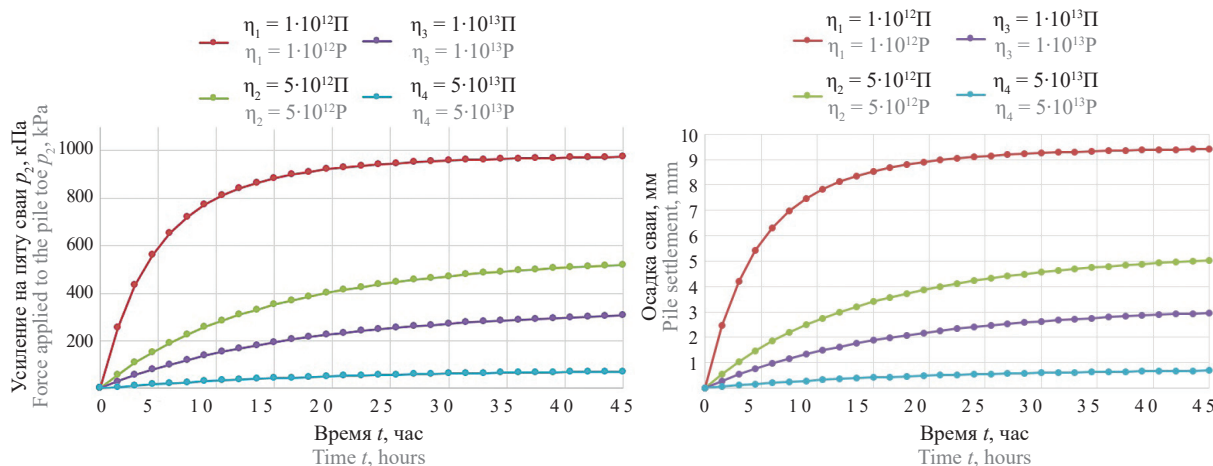 η₁ = 1·10¹²П
η₁ = 1·10¹²P
η₃ = 1·10¹³П
η₃ = 1·10¹³P
η₂ = 5·10¹²П
η₂ = 5·10¹²P
η₄ = 5·10¹³П
η₄ = 5·10¹³P
Усиление на пяту сваи p₂, кПа
Force applied to the pile toe p₂, kPa
1000
800
600
400
200
0
0 5 10 15 20 25 30 35 40 45
Время t, час
Time t, hours
η₁ = 1·10¹²П
η₁ = 1·10¹²P
η₃ = 1·10¹³П
η₃ = 1·10¹³P
η₂ = 5·10¹²П
η₂ = 5·10¹²P
η₄ = 5·10¹³П
η₄ = 5·10¹³P
Осадка сваи, мм
Pile settlement, mm
10
9
8
7
6
5
4
3
2
1
0 5 10 15 20 25 30 35 40 45
Время t, час
Time t, hours